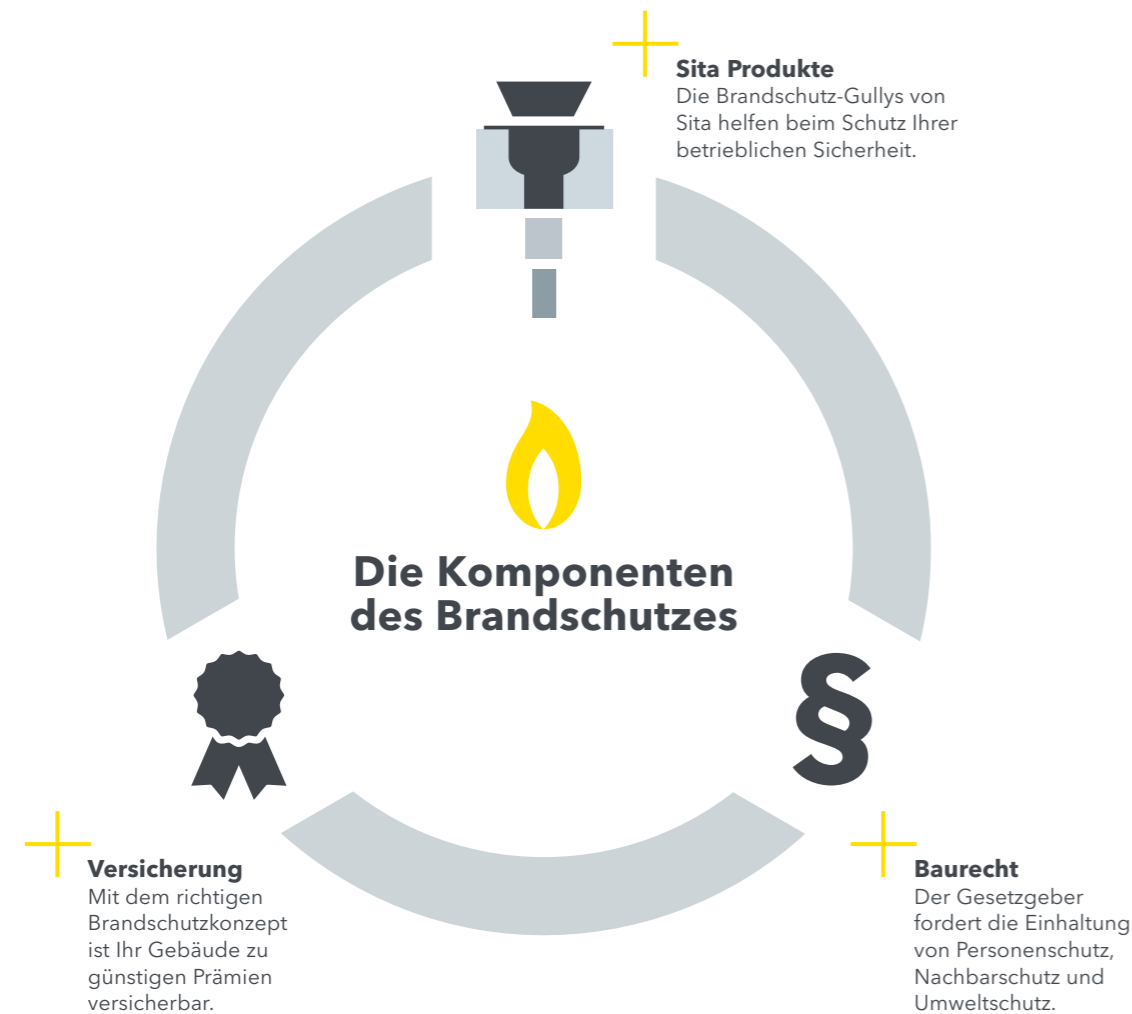 Sita Produkte
Die Brandschutz-Gullys von
Sita helfen beim Schutz Ihrer
betrieblichen Sicherheit.
Die Komponenten
des Brandschutzes
§
Versicherung
Mit dem richtigen
Brandschutzkonzept
ist Ihr Gebäude zu
günstigen Prämien
versicherbar.
Baurecht
Der Gesetzgeber
fordert die Einhaltung
von Personenschutz,
Nachbarschutz und
Umweltschutz.